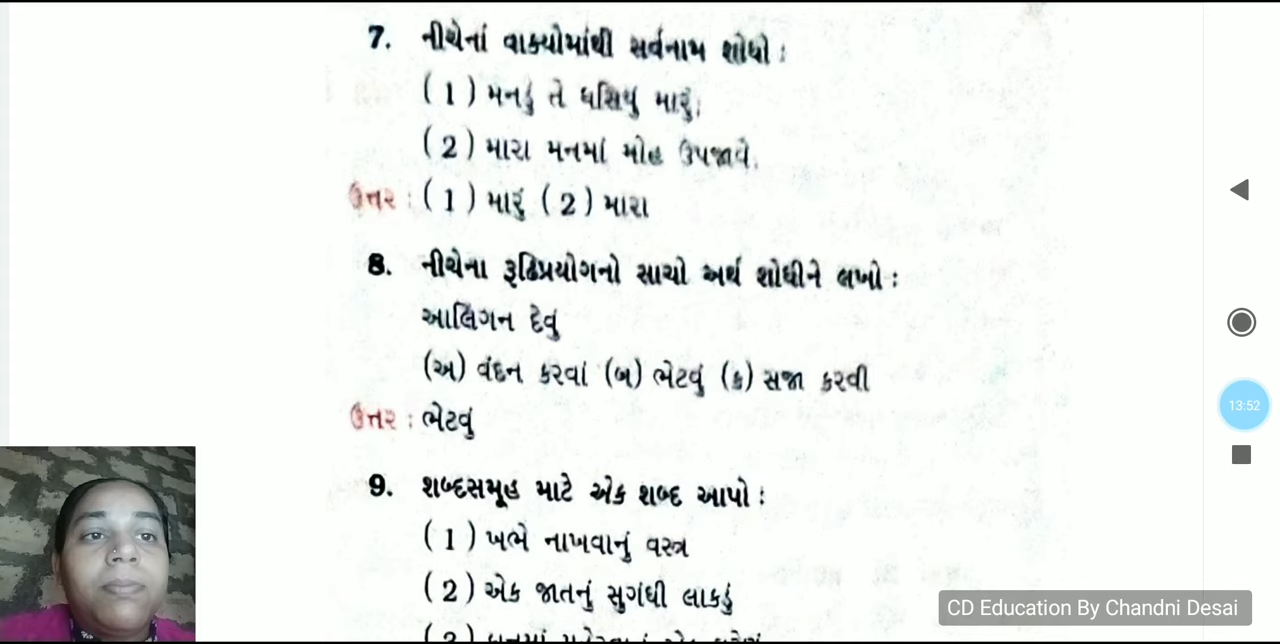 7. નીચેનાં વાક્યોમાંથી સર્વનામ શોધો :
(1) મનડું તે ધસિયું મારું;
(2) મારા મનમાં મોહ ઉપજાવે.
ઉત્તર : (1) મારું (2) મારા
8. નીચેના રૂઢિપ્રયોગનો સાચો અર્થ શોધીને લખો :
આલિંગન દેવું
(અ) વંદન કરવાં (બ) ભેટવું (ક) સજા કરવી
ઉત્તર : ભેટવું
9. શબ્દસમૂહ માટે એક શબ્દ આપો :
(1) ખભે નાખવાનું વસ્ત્ર
(2) એક જાતનું સુગંધી લાકડું
13:52
CD Education By Chandni Desai